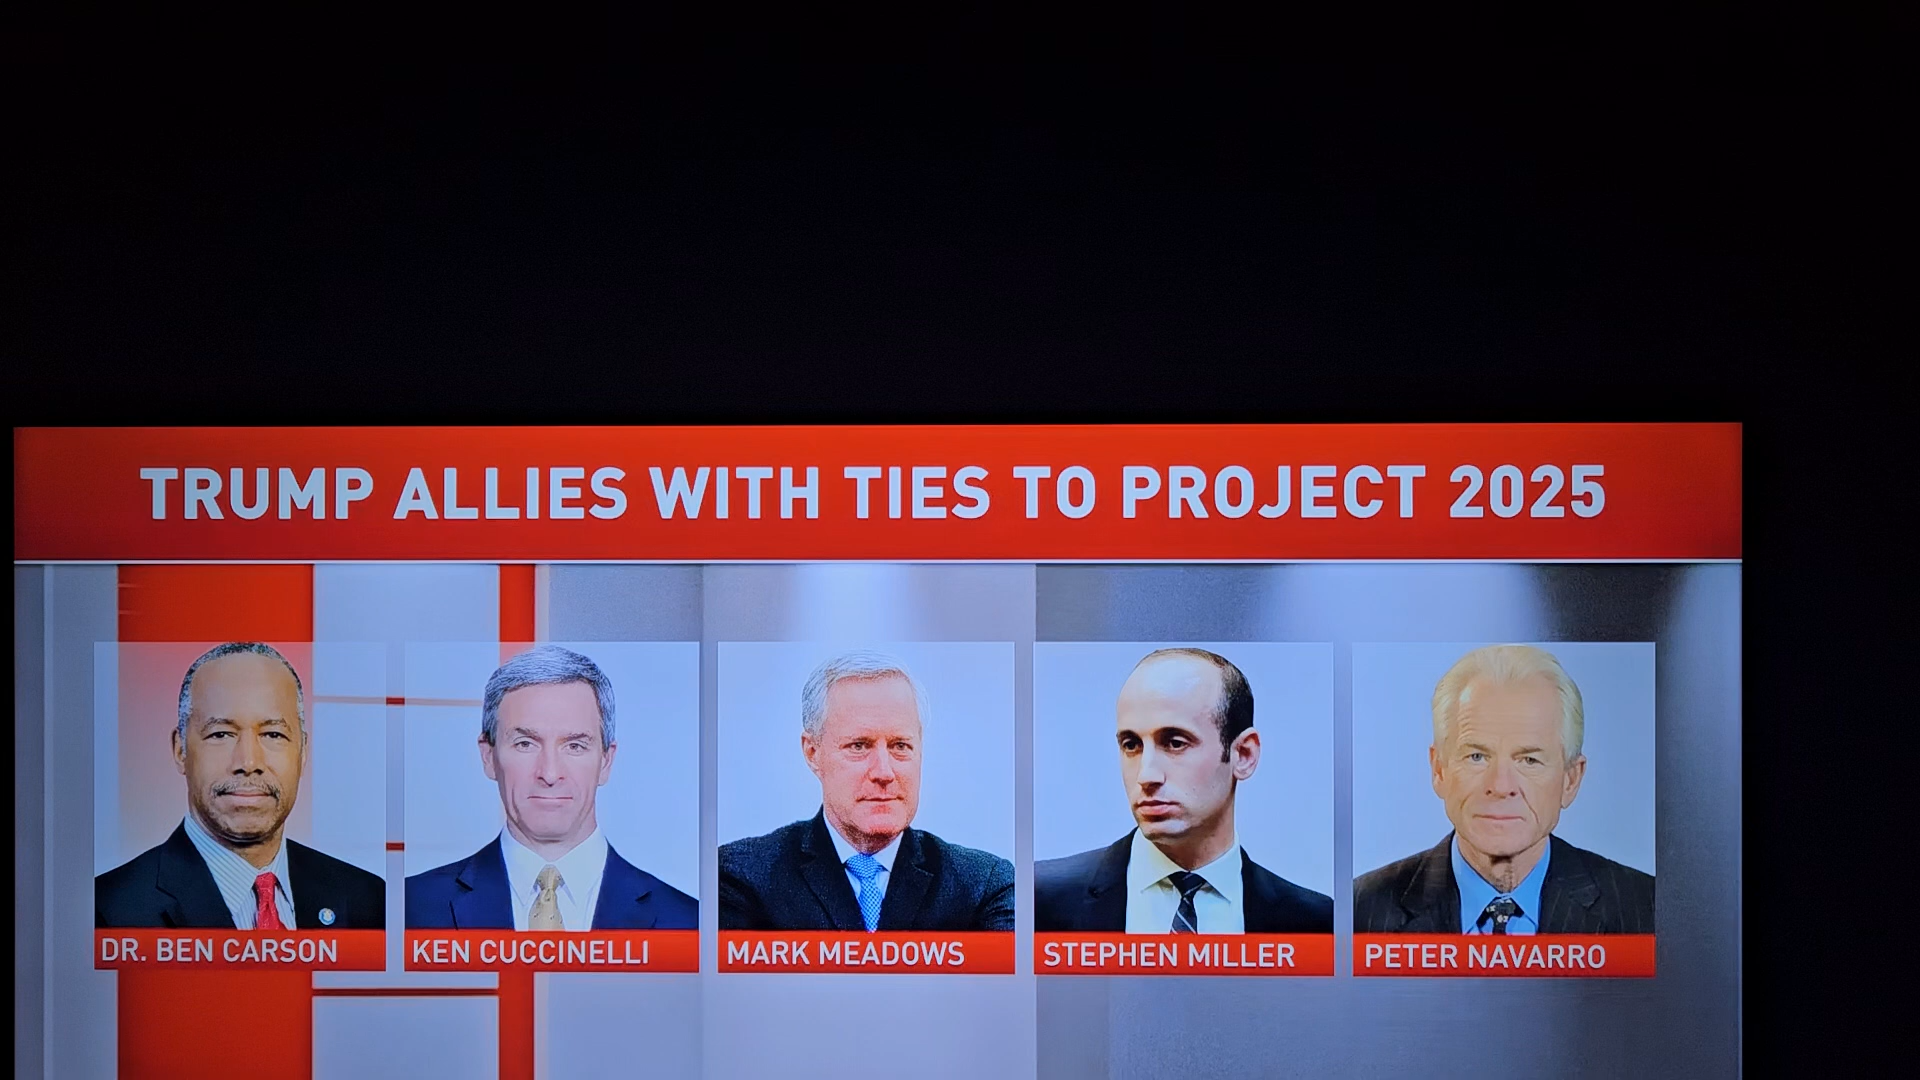 TRUMP ALLIES WITH TIES TO PROJECT 2025
DR. BEN CARSON
KEN CUCCINELLI
MARK MEADOWS
STEPHEN MILLER
PETER NAVARRO